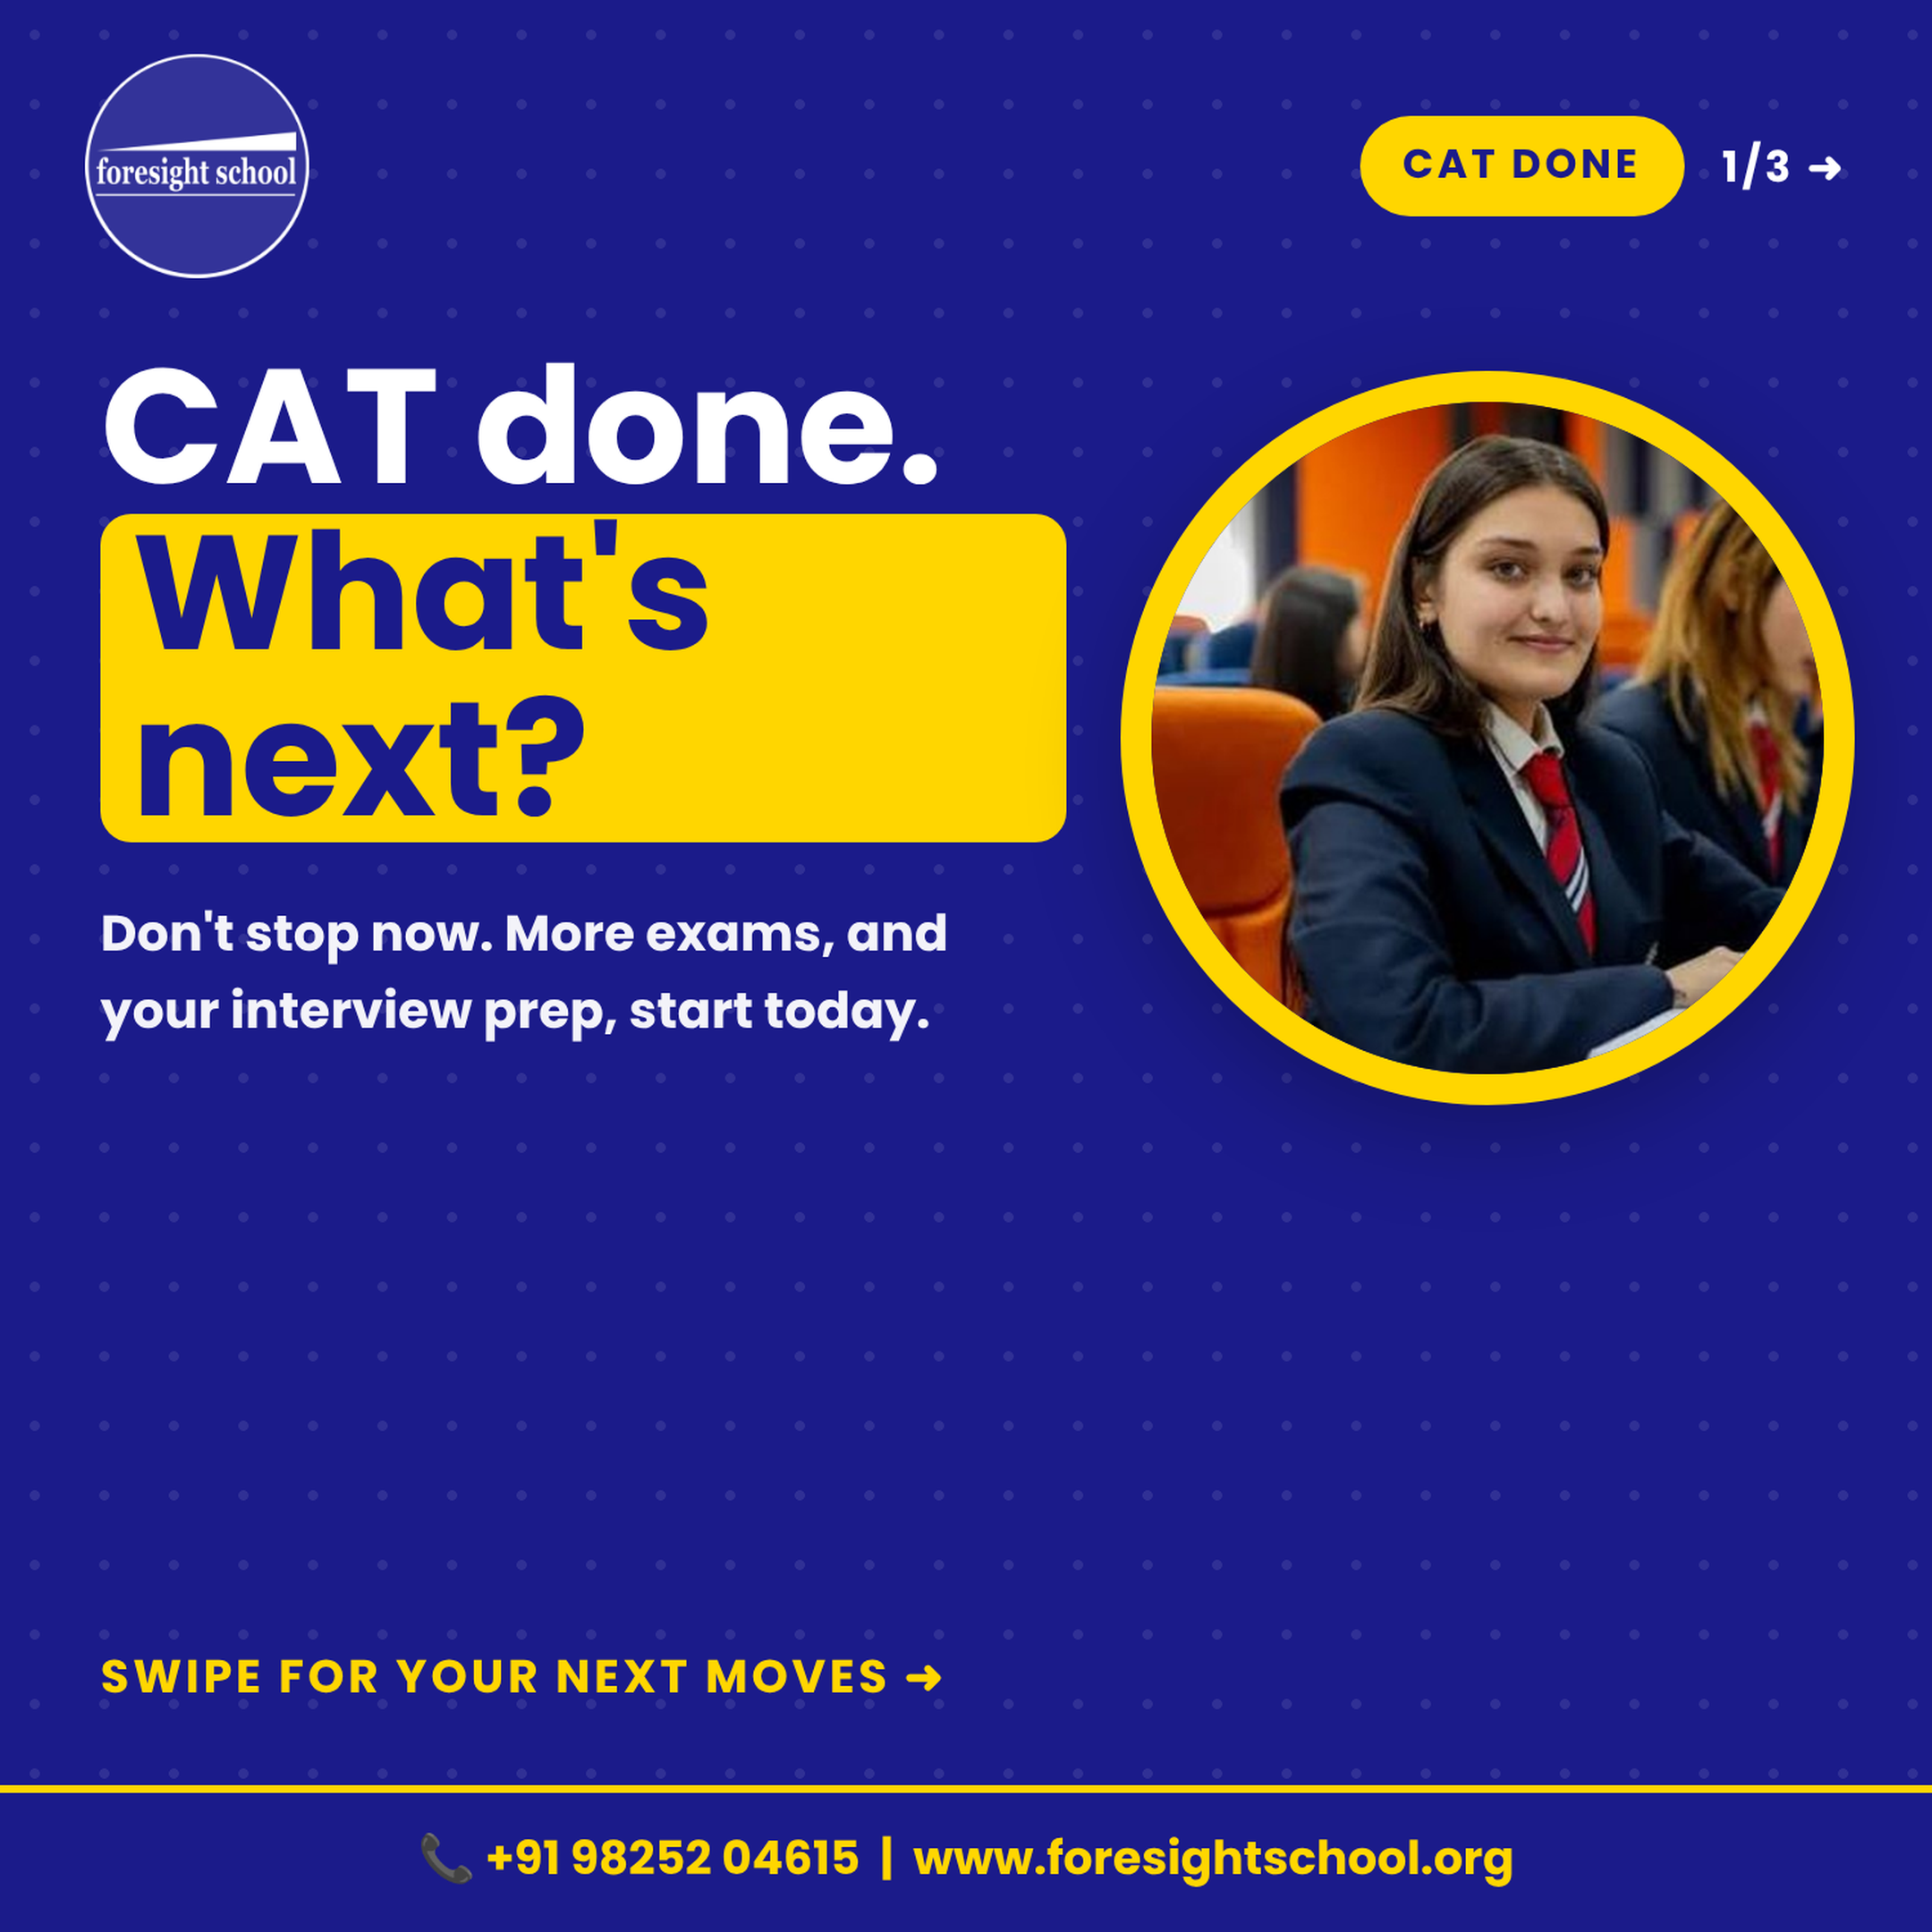 foresight school
CAT DONE 1/3 →
CAT done.
What's
next?
Don't stop now. More exams, and
your interview prep, start today.
SWIPE FOR YOUR NEXT MOVES →
📞 +91 98252 04615 | www.foresightschool.org